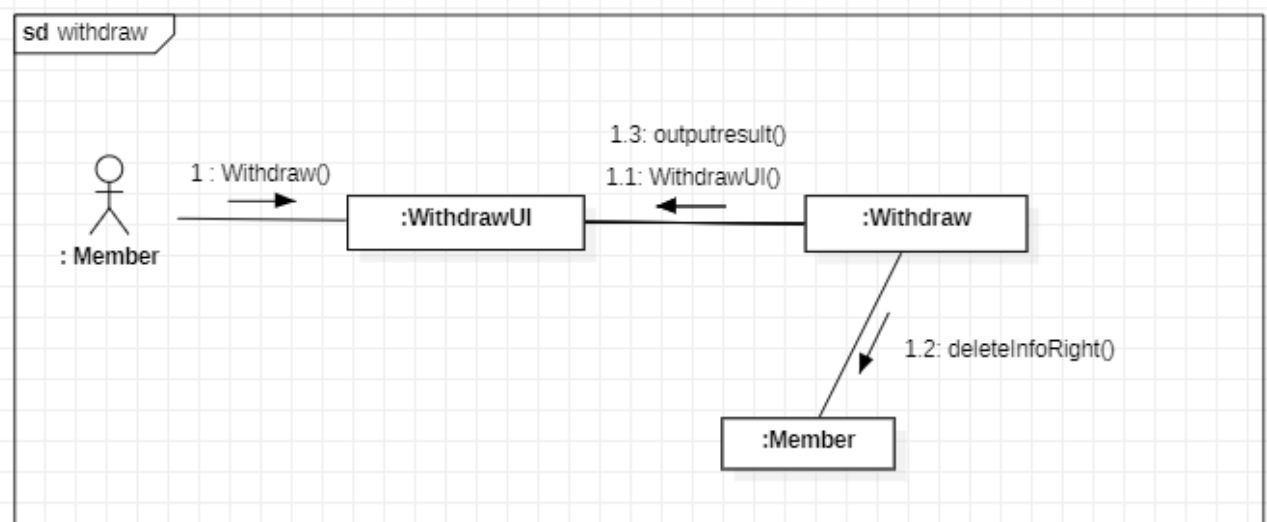 sd withdraw
1.3: outputresult()
1 : Withdraw()
1.1: WithdrawUI()
:WithdrawUI
:Withdraw
: Member
1.2: deleteInfoRight()
:Member